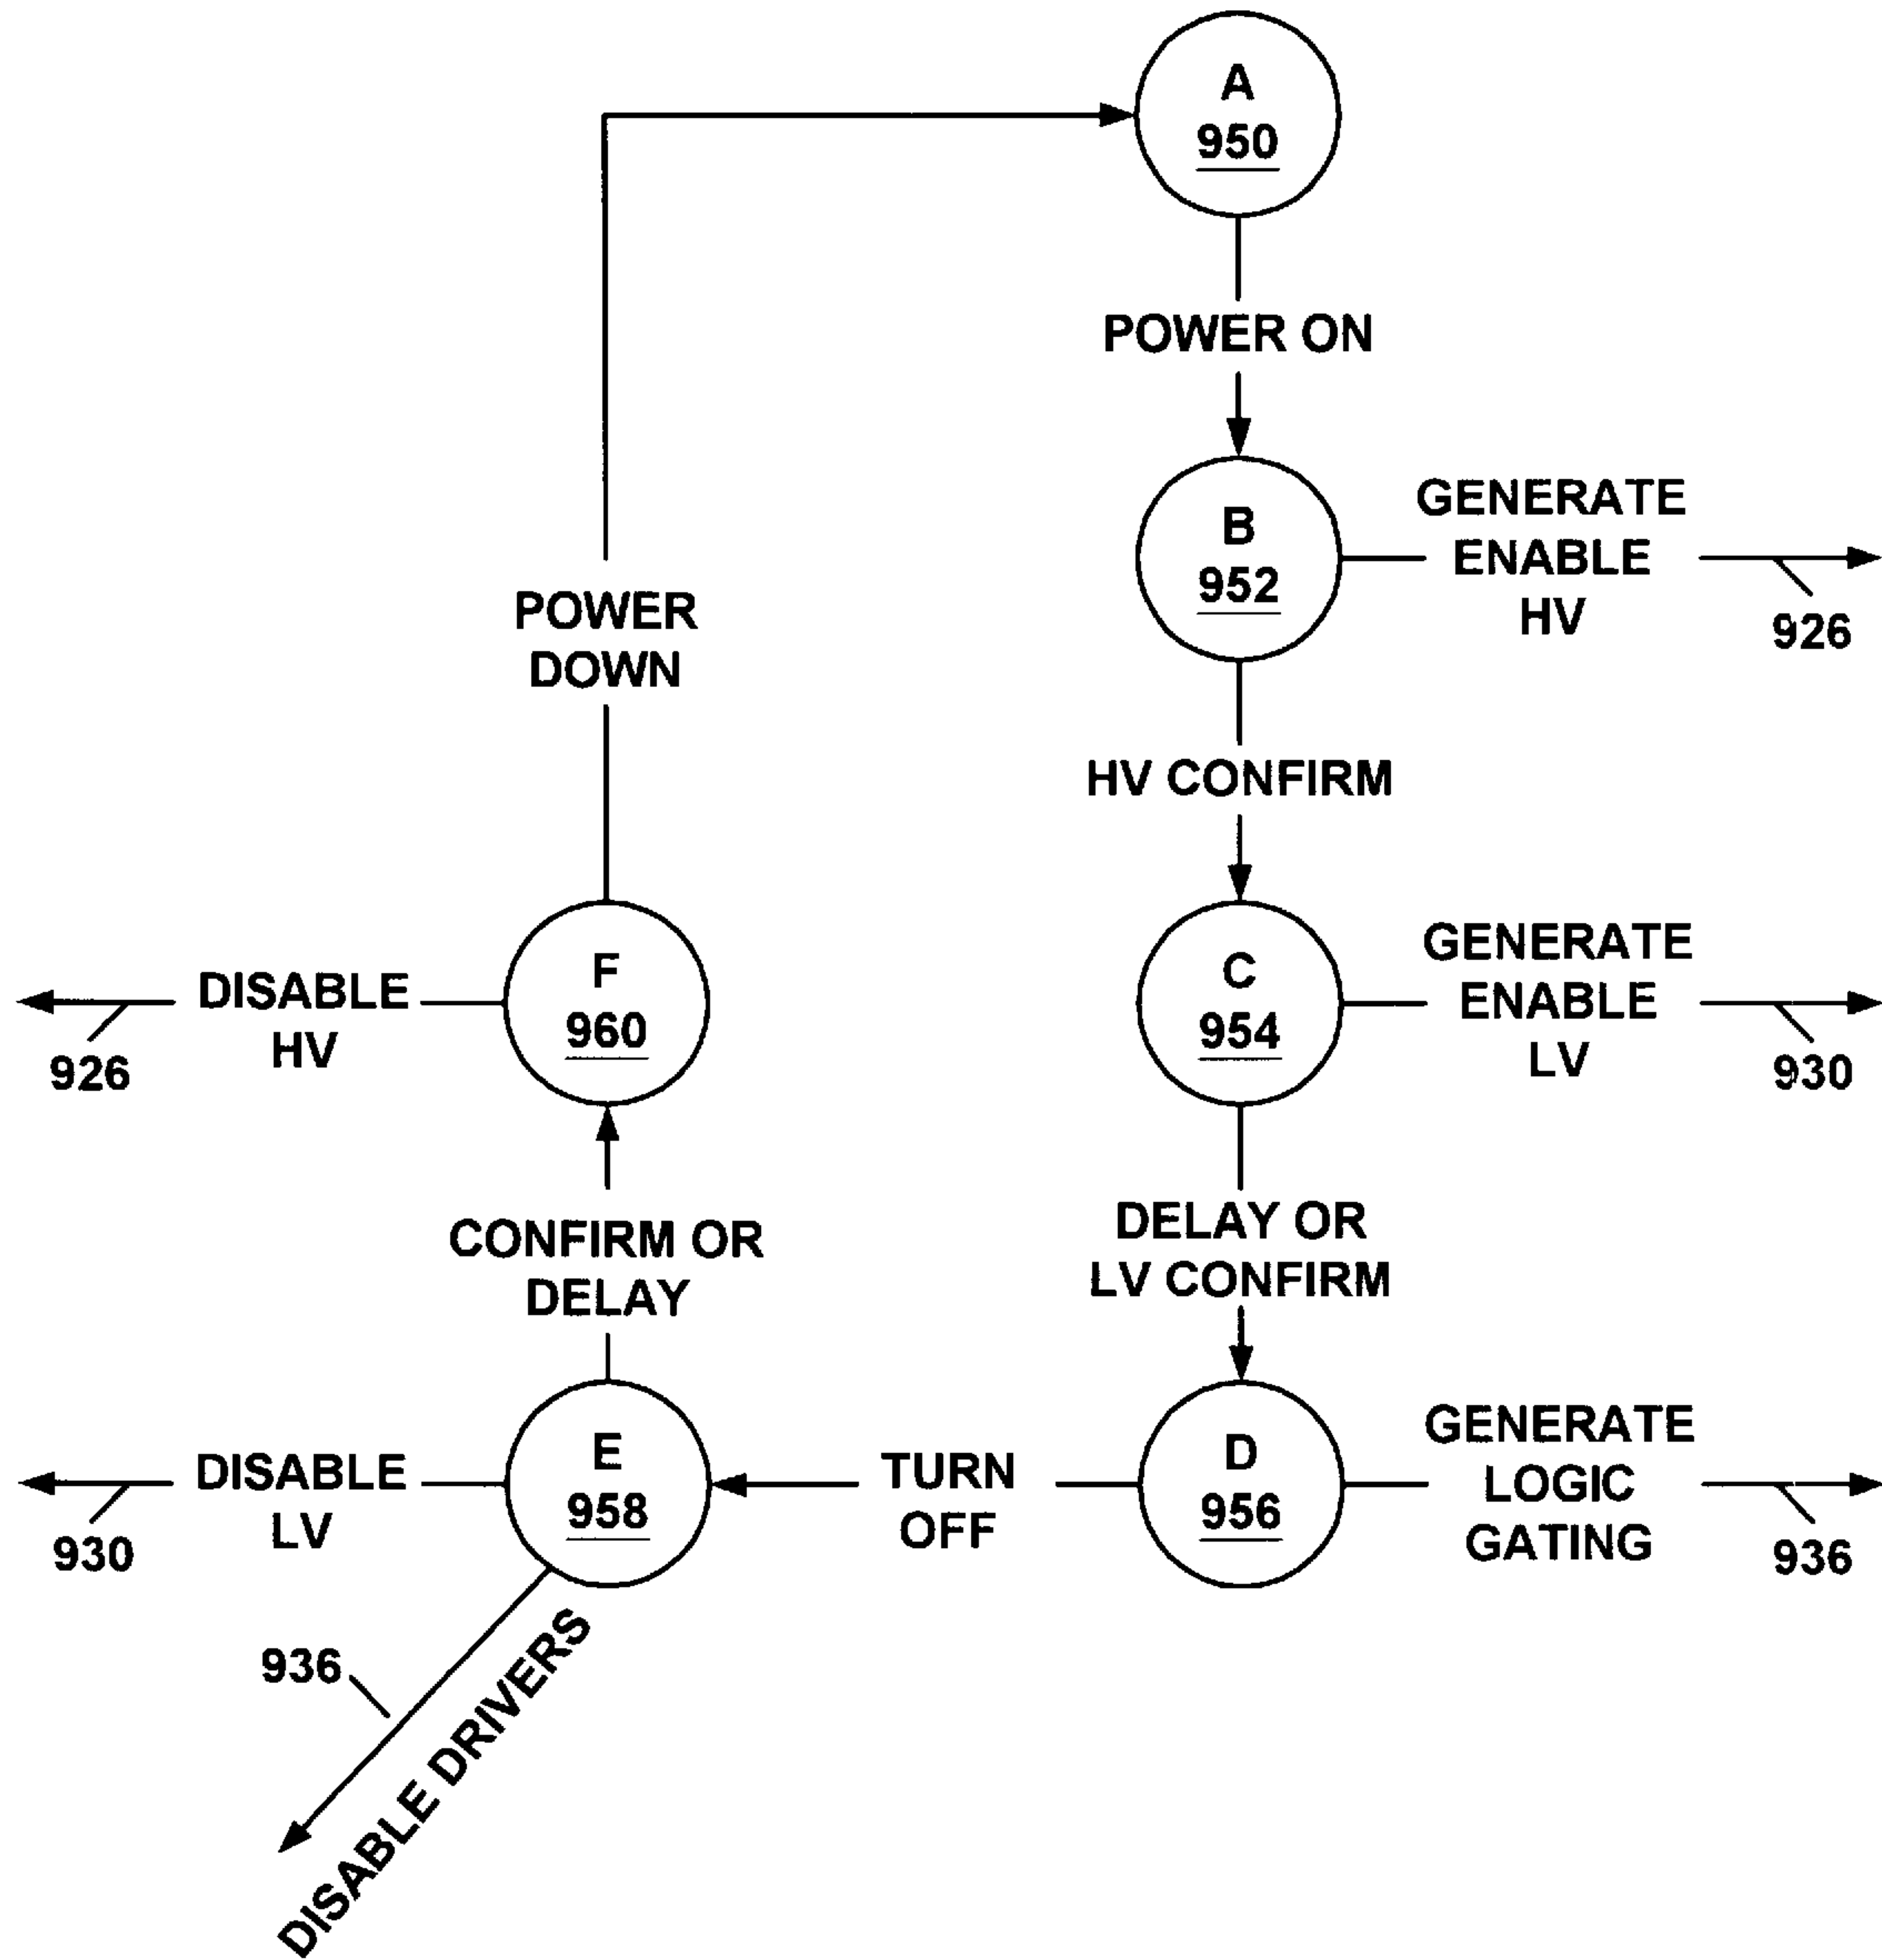 A
950
POWER ON
B
952
GENERATE
ENABLE
HV
926
HV CONFIRM
C
954
GENERATE
ENABLE
LV
930
DELAY OR
LV CONFIRM
D
956
GENERATE
LOGIC
GATING
936
TURN
OFF
E
958
DISABLE
LV
930
936
DISABLE DRIVERS
CONFIRM OR
DELAY
F
960
DISABLE
HV
926
POWER
DOWN